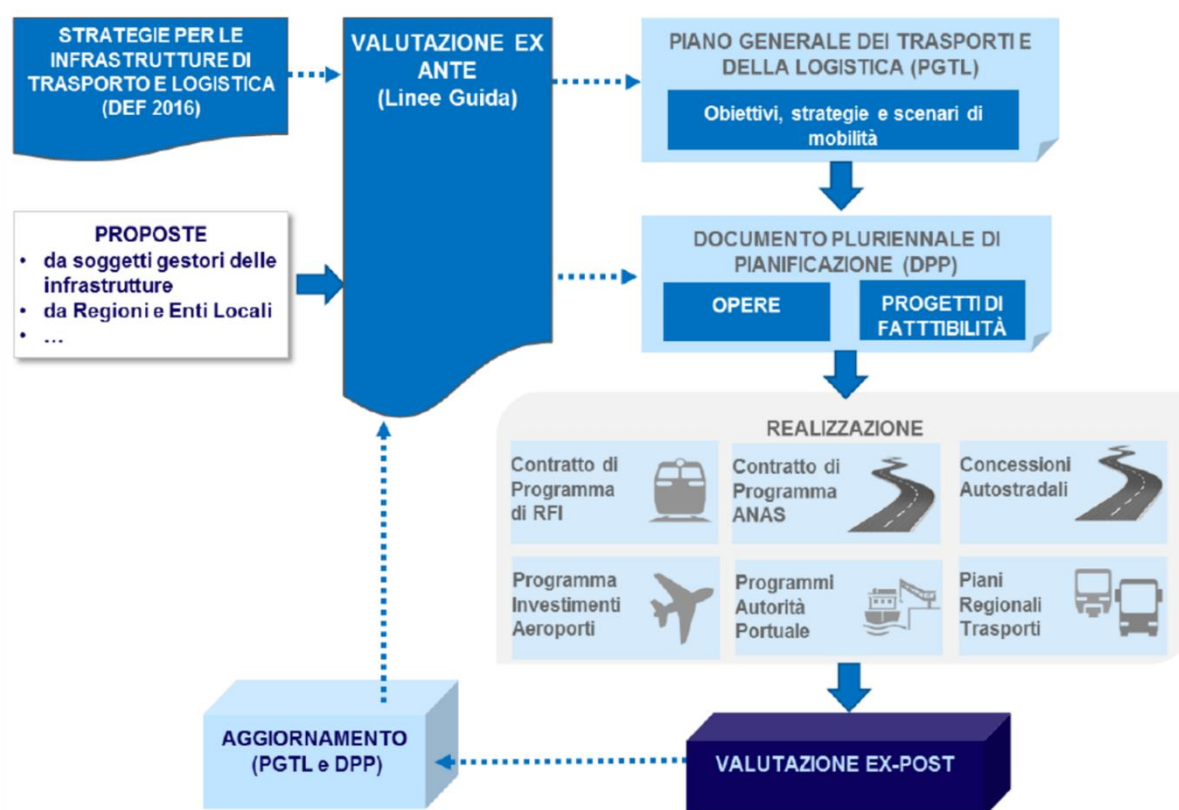 STRATEGIE PER LE
INFRASTRUTTURE DI
TRASPORTO E LOGISTICA
(DEF 2016)
VALUTAZIONE EX
ANTE
(Linee Guida)
PIANO GENERALE DEI TRASPORTI E
DELLA LOGISTICA (PGTL)
Obiettivi, strategie e scenari di
mobilità
PROPOSTE
• da soggetti gestori delle
infrastrutture
• da Regioni e Enti Locali
• ...
DOCUMENTO PLURIENNALE DI
PIANIFICAZIONE (DPP)
OPERE
PROGETTI DI
FATTTIBILITÀ
REALIZZAZIONE
Contratto di
Programma
di RFI
Contratto di
Programma
ANAS
Concessioni
Autostradali
Programma
Investimenti
Aeroporti
Programmi
Autorità
Portuale
Piani
Regionali
Trasporti
AGGIORNAMENTO
(PGTL e DPP)
VALUTAZIONE EX-POST